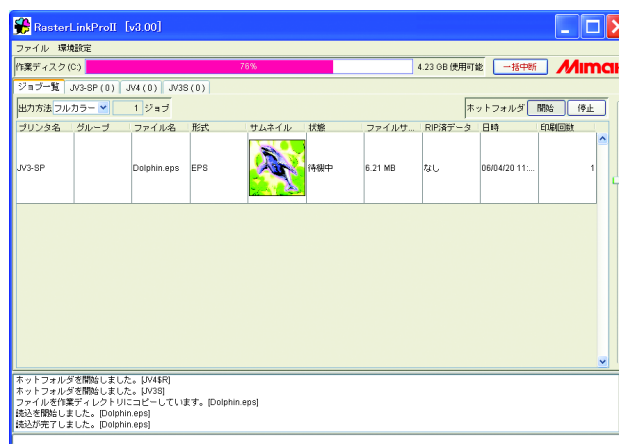 RasterLinkProII [v3.00]
ファイル 環境設定
作業ディスク(C:) 76% 4.23 GB 使用可能 一括中断 Mimaki
ジョブ一覧 JV3-SP ( 0 ) JV4 ( 0 ) JV3S ( 0 )
出力方法 フルカラー 1 ジョブ ホットフォルダ 開始 停止
プリンタ名 グループ ファイル名 形式 サムネイル 状態 ファイルサ... RIP済データ 日時 印刷回数
JV3-SP Dolphin.eps EPS 待機中 6.21 MB なし 06/04/20 11:... 1
ホットフォルダを開始しました。[JV4$R]
ホットフォルダを開始しました。[JV3S]
ファイルを作業ディレクトリにコピーしています。[Dolphin.eps]
読込を開始しました。[Dolphin.eps]
読込が完了しました。[Dolphin.eps]